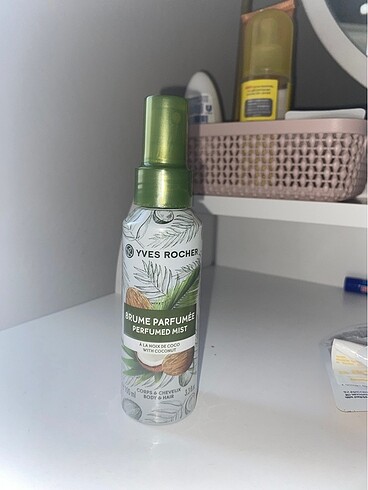 YVES ROCHER
BRUME PARFUMÉE
PERFUMED MIST
À LA NOIX DE COCO
WITH COCONUT
CORPS & CHEVEUX
BODY & HAIR